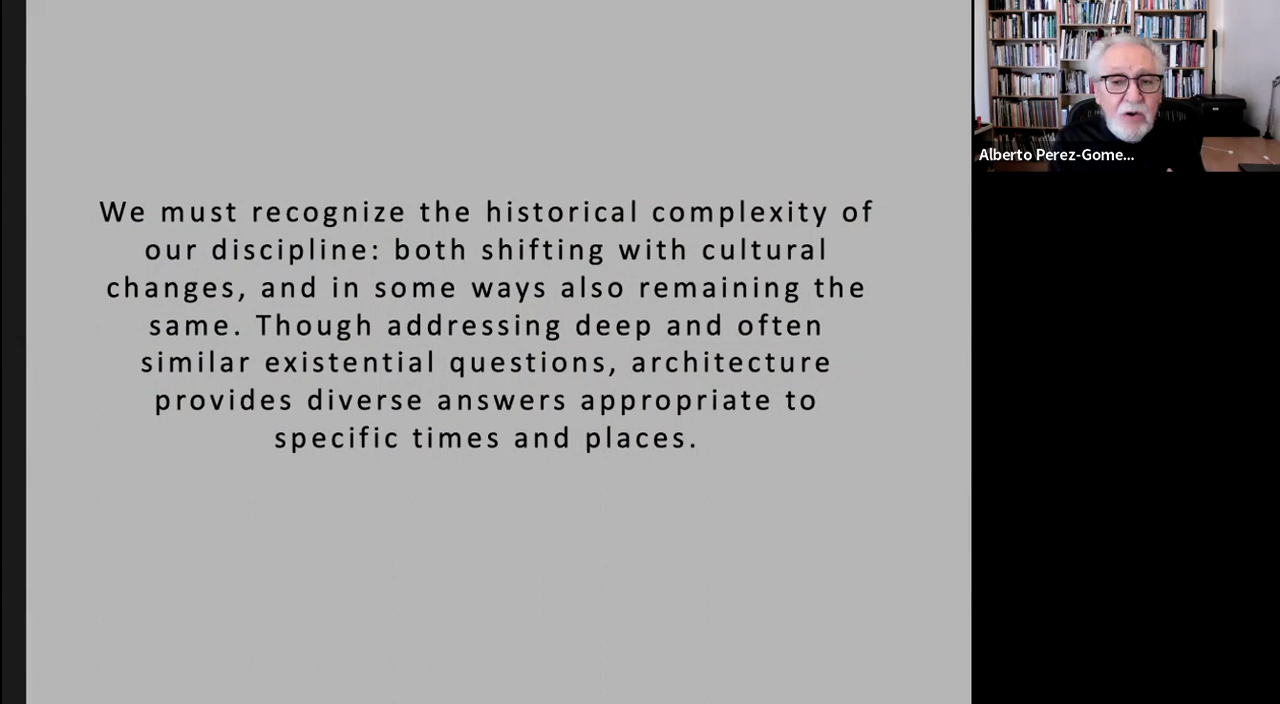 We must recognize the historical complexity of
our discipline: both shifting with cultural
changes, and in some ways also remaining the
same. Though addressing deep and often
similar existential questions, architecture
provides diverse answers appropriate to
specific times and places.
Alberto Perez-Gome...